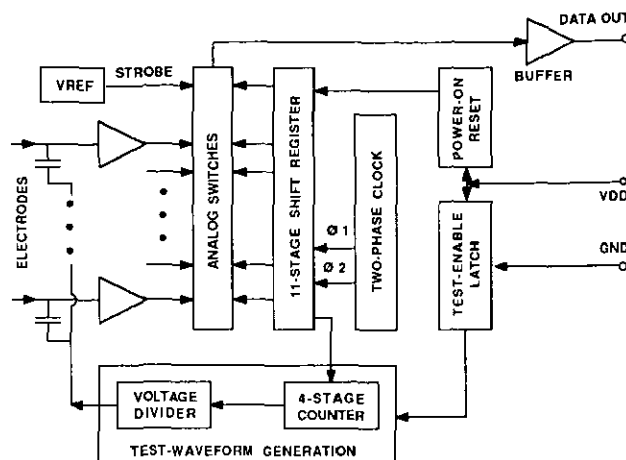 DATA OUT
BUFFER
VREF
STROBE
ELECTRODES
ANALOG SWITCHES
11-STAGE SHIFT REGISTER
Ø 1
Ø 2
TWO-PHASE CLOCK
POWER-ON
RESET
VDD
GND
TEST-ENABLE
LATCH
VOLTAGE
DIVIDER
4-STAGE
COUNTER
TEST-WAVEFORM GENERATION